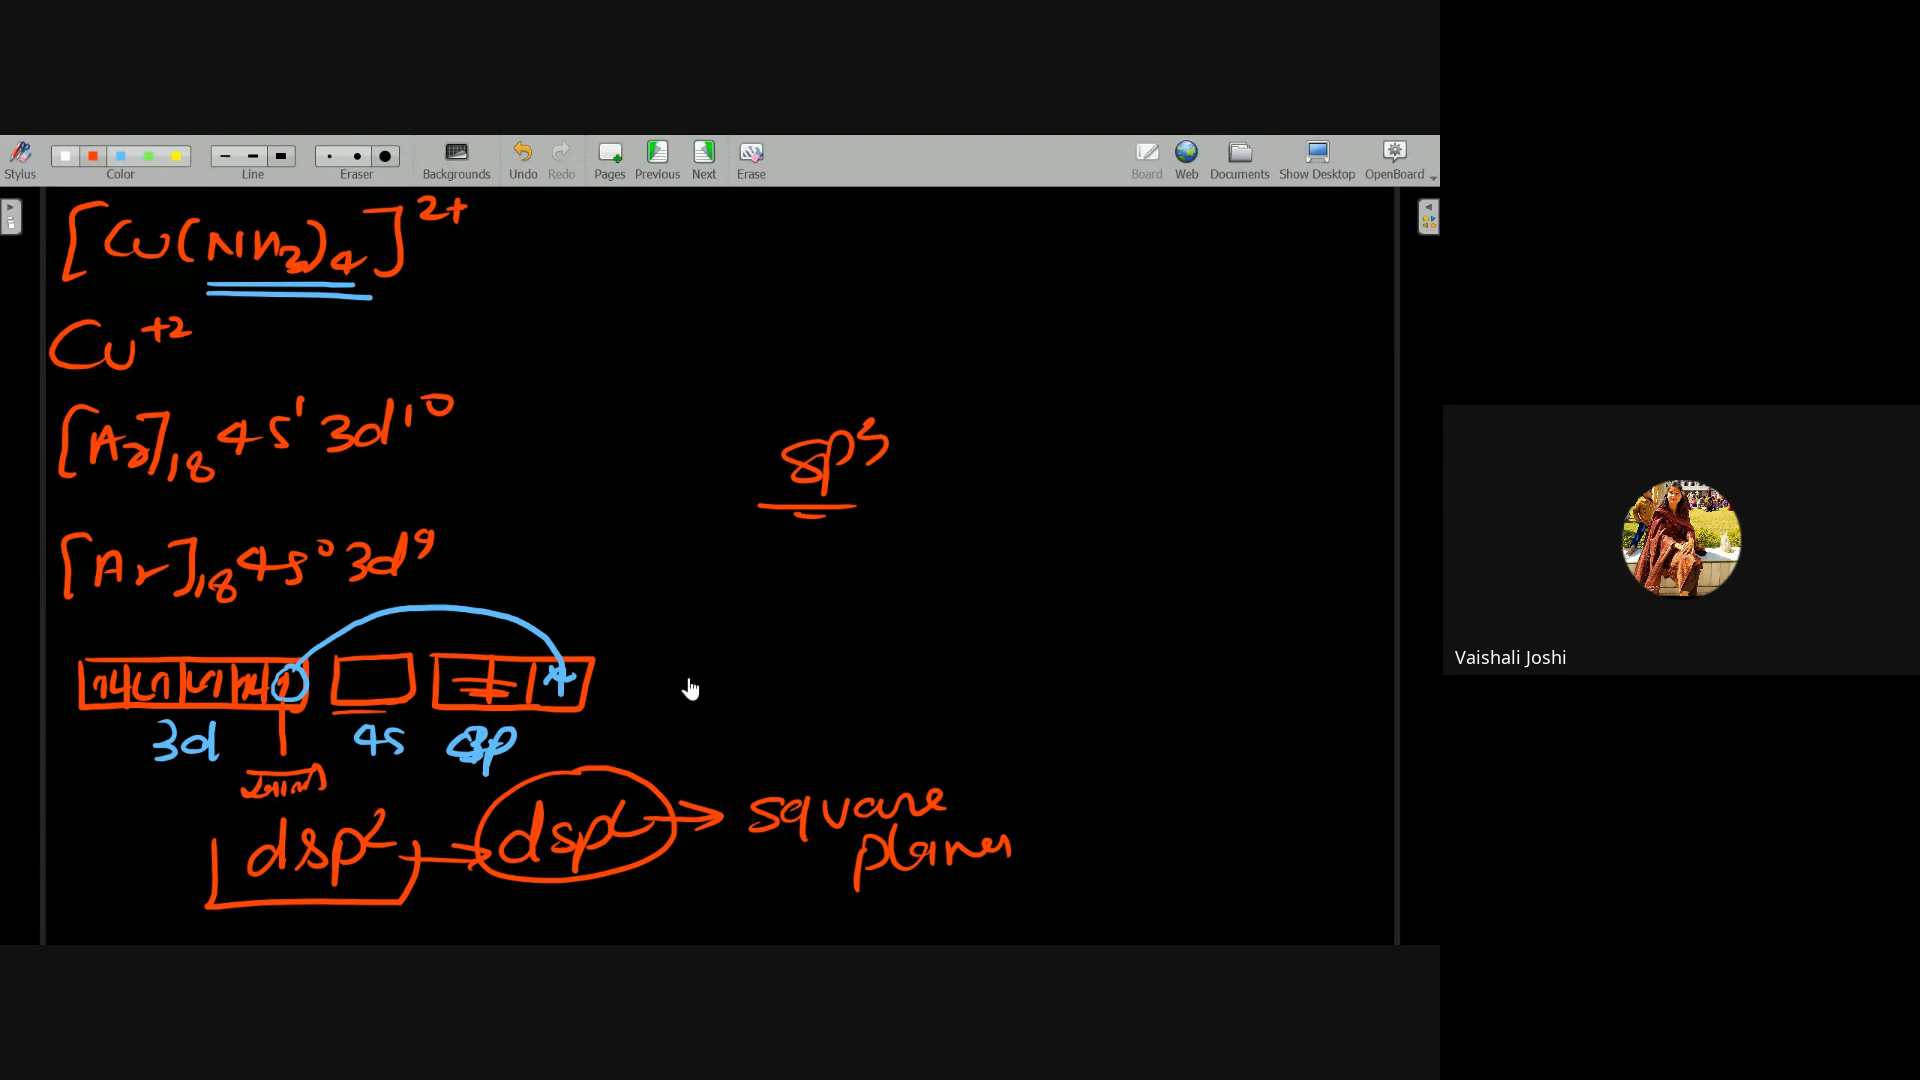 Stylus Color Line Eraser Backgrounds Undo Redo Pages Previous Next Erase Board Web Documents Show Desktop OpenBoard
[Cu(NH3)4]2+
Cu+2
[Ar]18 4s1 3d10
sp3
[Ar]18 4s0 3d9
3d 4s
dsp2 → dsp2 → square
planer
Vaishali Joshi